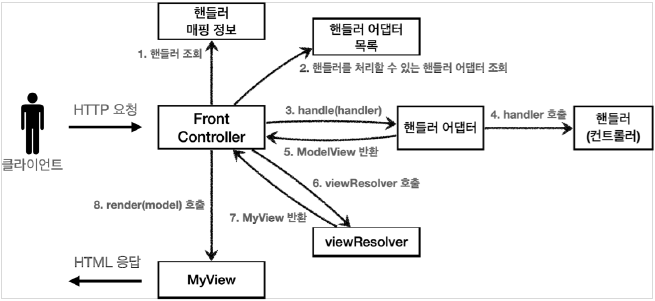 핸들러
매핑 정보
핸들러 어댑터
목록
1. 핸들러 조회
2. 핸들러를 처리할 수 있는 핸들러 어댑터 조회
HTTP 요청
Front
Controller
3. handle(handler)
핸들러 어댑터
4. handler 호출
핸들러
(컨트롤러)
클라이언트
5. ModelView 반환
6. viewResolver 호출
8. render(model) 호출
7. MyView 반환
viewResolver
HTML 응답
MyView